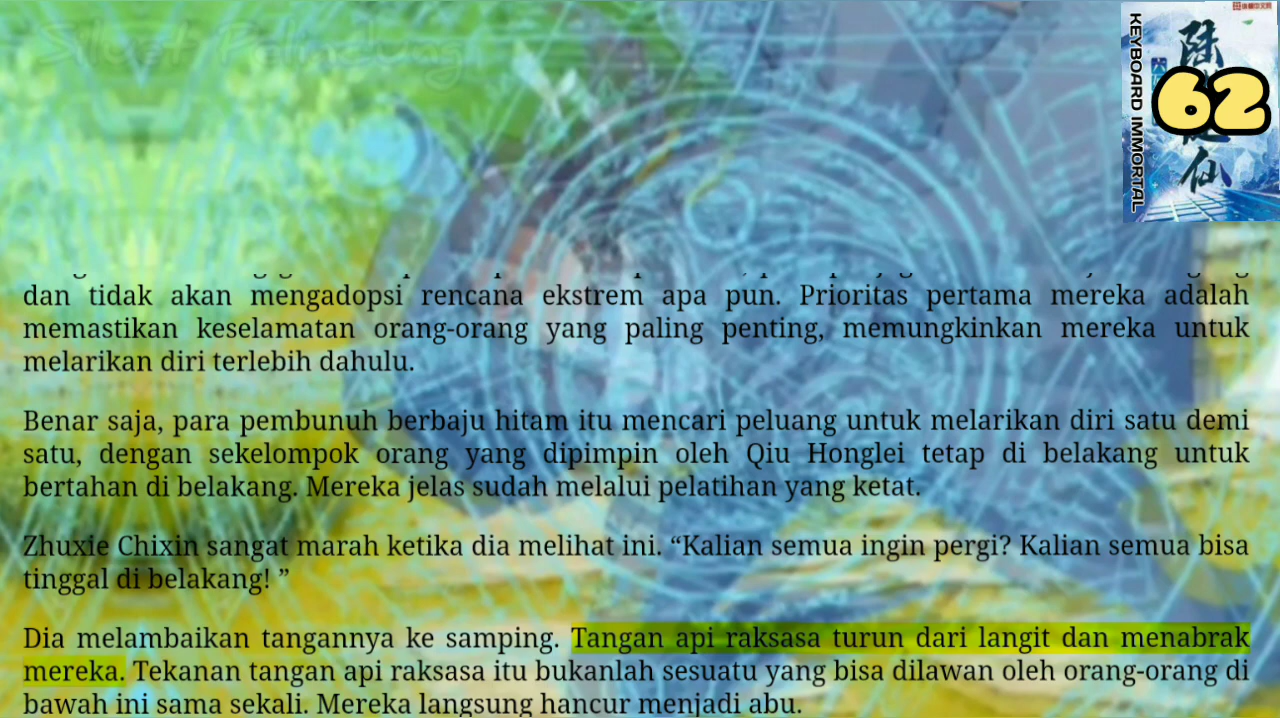 Siluet Pelindung
KEYBOARD IMMORTAL
62
仙
dan tidak akan mengadopsi rencana ekstrem apa pun. Prioritas pertama mereka adalah
memastikan keselamatan orang-orang yang paling penting, memungkinkan mereka untuk
melarikan diri terlebih dahulu.
Benar saja, para pembunuh berbaju hitam itu mencari peluang untuk melarikan diri satu demi
satu, dengan sekelompok orang yang dipimpin oleh Qiu Honglei tetap di belakang untuk
bertahan di belakang. Mereka jelas sudah melalui pelatihan yang ketat.
Zhuxie Chixin sangat marah ketika dia melihat ini. “Kalian semua ingin pergi? Kalian semua bisa
tinggal di belakang! ”
Dia melambaikan tangannya ke samping. Tangan api raksasa turun dari langit dan menabrak
mereka. Tekanan tangan api raksasa itu bukanlah sesuatu yang bisa dilawan oleh orang-orang di
bawah ini sama sekali. Mereka langsung hancur menjadi abu.